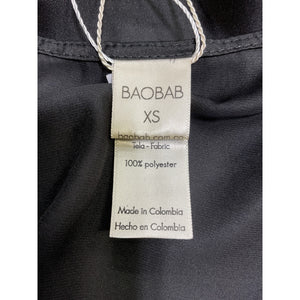 BAOBAB
XS
baobab.com.co
Tela - Fabric
100% polyester
Made in Colombia
Hecho en Colombia